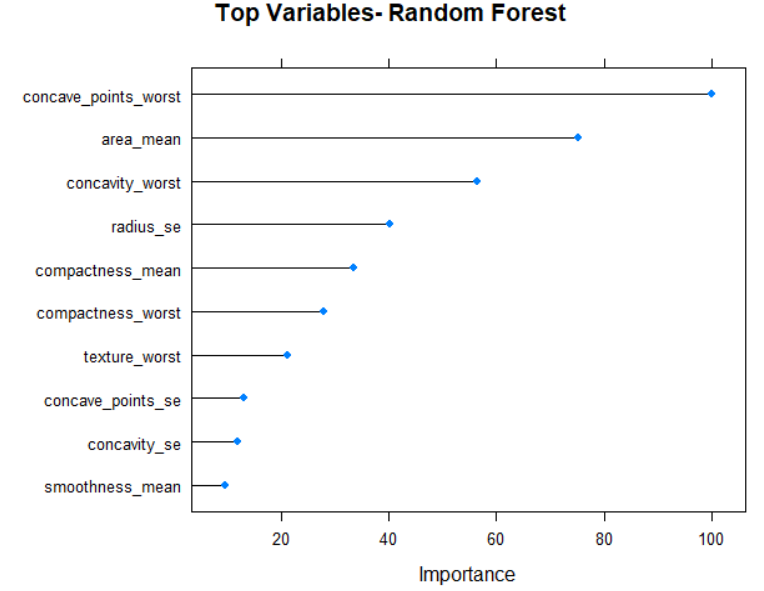 Top Variables- Random Forest
concave_points_worst
area_mean
concavity_worst
radius_se
compactness_mean
compactness_worst
texture_worst
concave_points_se
concavity_se
smoothness_mean
20 40 60 80 100
Importance